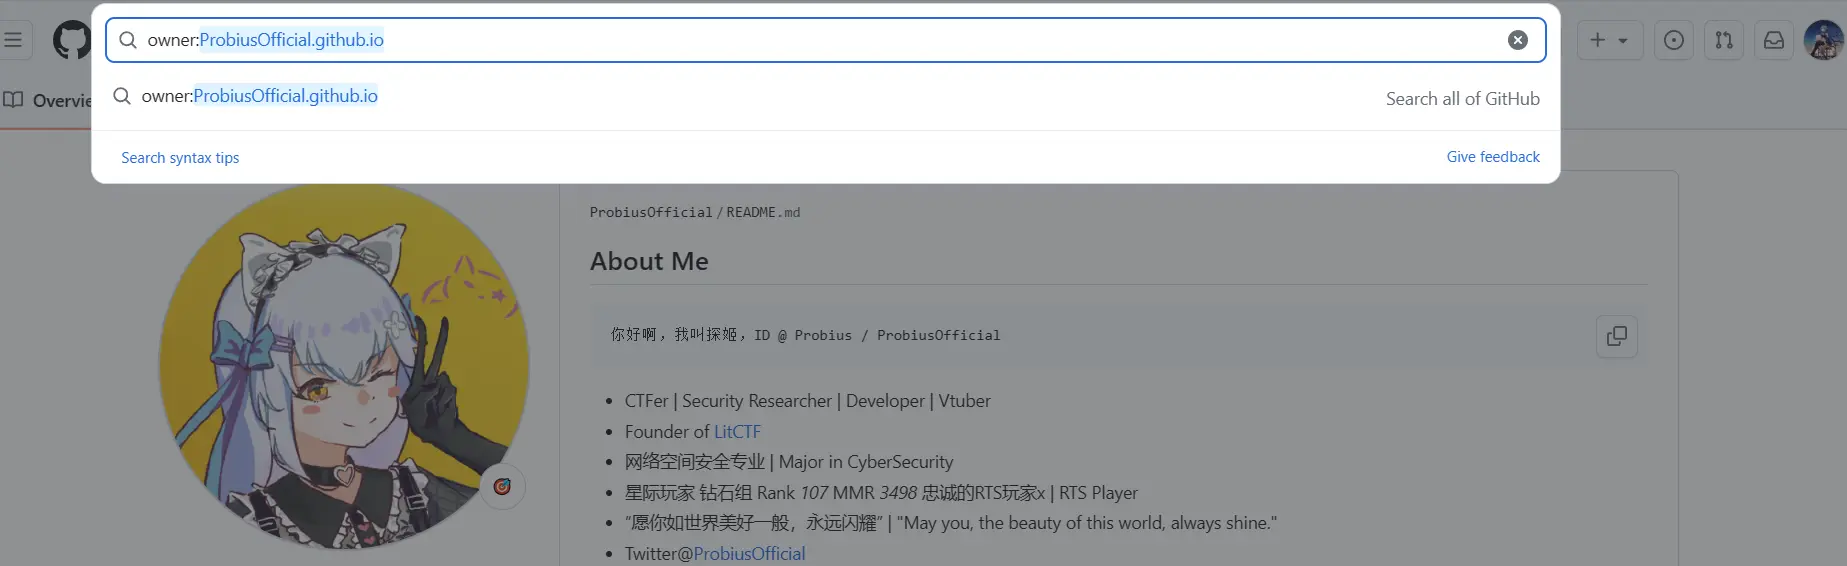 owner:ProbiusOfficial.github.io
owner:ProbiusOfficial.github.io
Search all of GitHub
Overvie
Search syntax tips
Give feedback
ProbiusOfficial/README.md
About Me
你好啊，我叫探姬，ID @ Probius / ProbiusOfficial
CTFer | Security Researcher | Developer | Vtuber
Founder of LitCTF
网络空间安全专业 | Major in CyberSecurity
星际玩家 钻石组 Rank 107 MMR 3498 忠诚的RTS玩家x | RTS Player
“愿你如世界美好一般，永远闪耀” | "May you, the beauty of this world, always shine."
Twitter@ProbiusOfficial